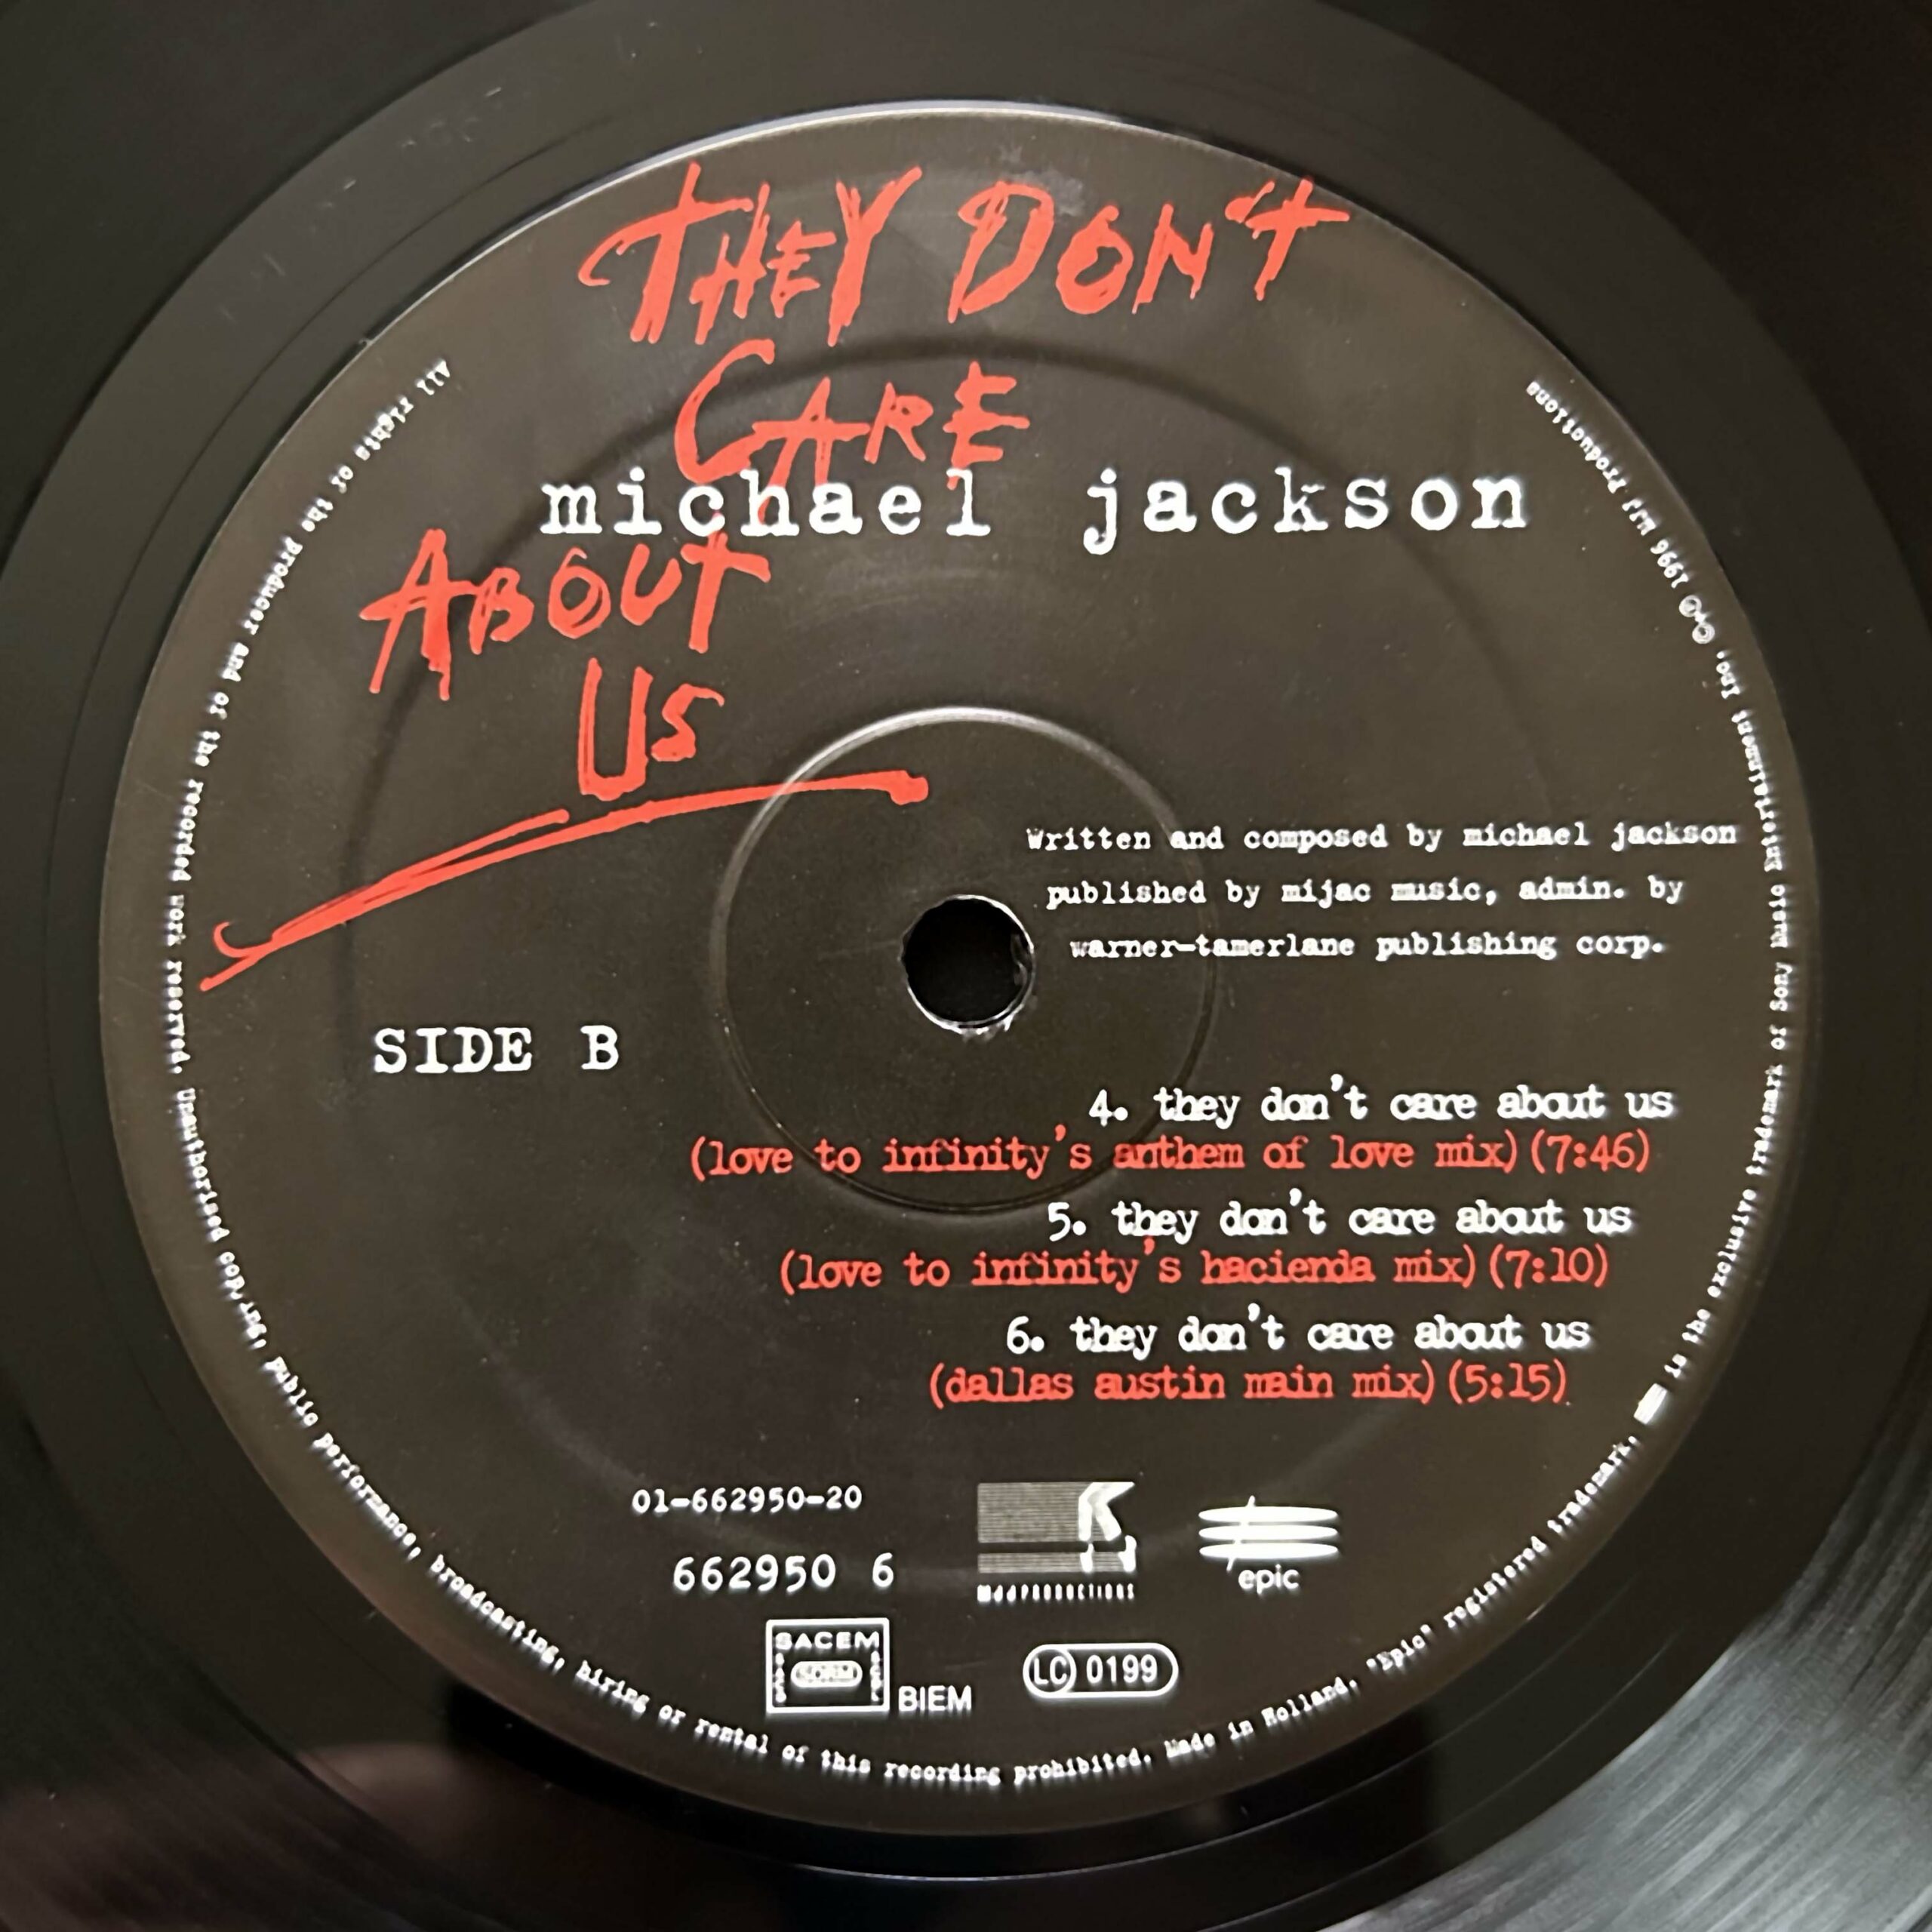 THEY DON'T
CARE
michael jackson
ABOUT
US
Written and composed by michael jackson
published by mijac music, admin. by
warner-tamerlane publishing corp.
SIDE B
4. they don't care about us
(love to infinity's anthem of love mix) (7:46)
5. they don't care about us
(love to infinity's hacienda mix) (7:10)
6. they don't care about us
(dallas austin main mix) (5:15)
01-662950-20
662950 6
MJJ PRODUCTIONS
epic
SACEM
SDRM
BIEM
LC 0199
All rights of the producer and of the recorded work reserved. Unauthorised copying, public performance, broadcasting, hiring or rental of this recording prohibited. Made in Holland. "Epic" registered trademark. is the exclusive trademark of Sony Music Entertainment Inc. ©+℗ 1996 MJJ Productions